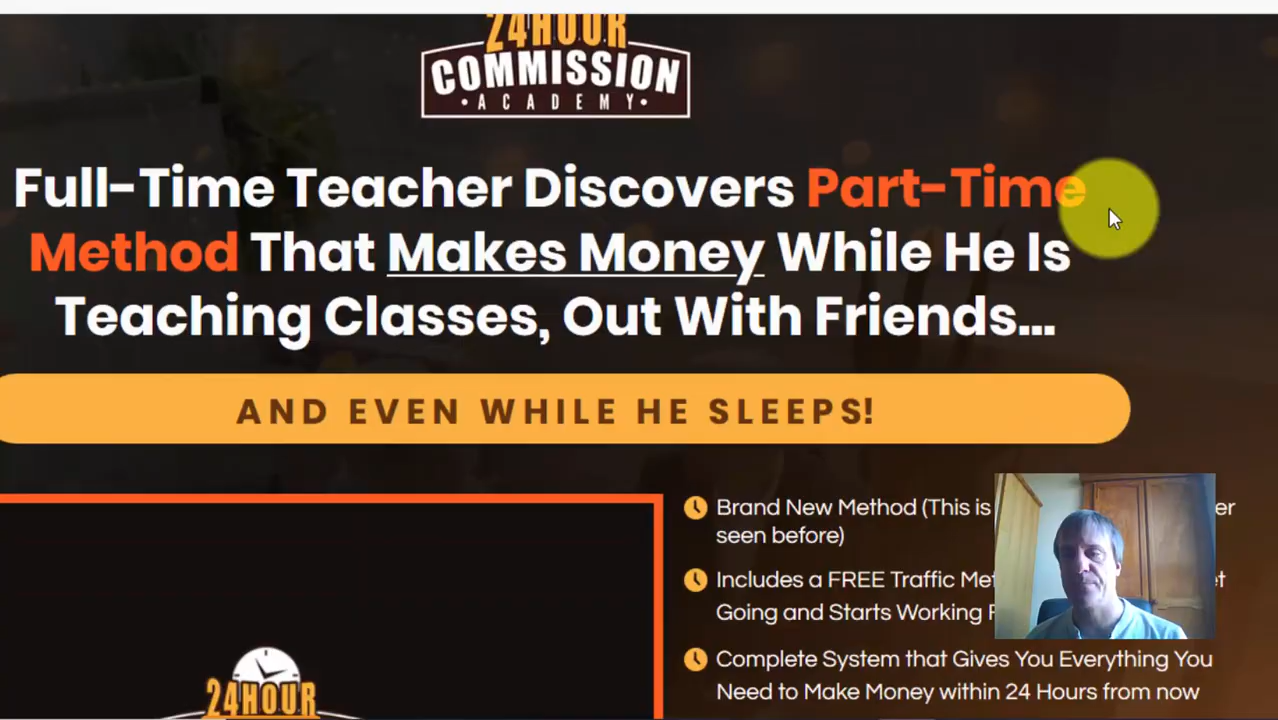 24HOUR
COMMISSION
•ACADEMY•
Full-Time Teacher Discovers Part-Time
Method That Makes Money While He Is
Teaching Classes, Out With Friends...
AND EVEN WHILE HE SLEEPS!
Brand New Method (This is
seen before)
Includes a FREE Traffic
Going and Starts Working
Complete System that Gives You Everything You
Need to Make Money within 24 Hours from now
24HOUR